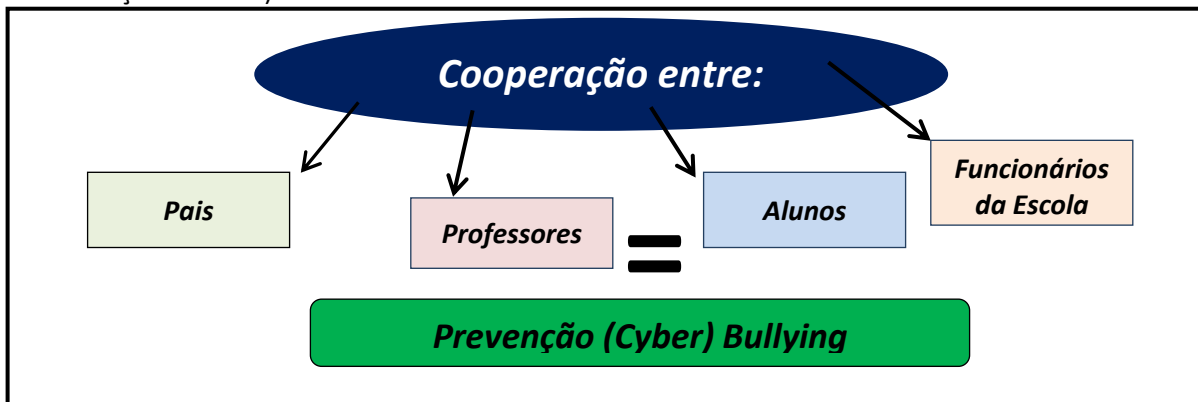 Cooperação entre:
Pais
Professores
=
Alunos
Funcionários
da Escola
Prevenção (Cyber) Bullying